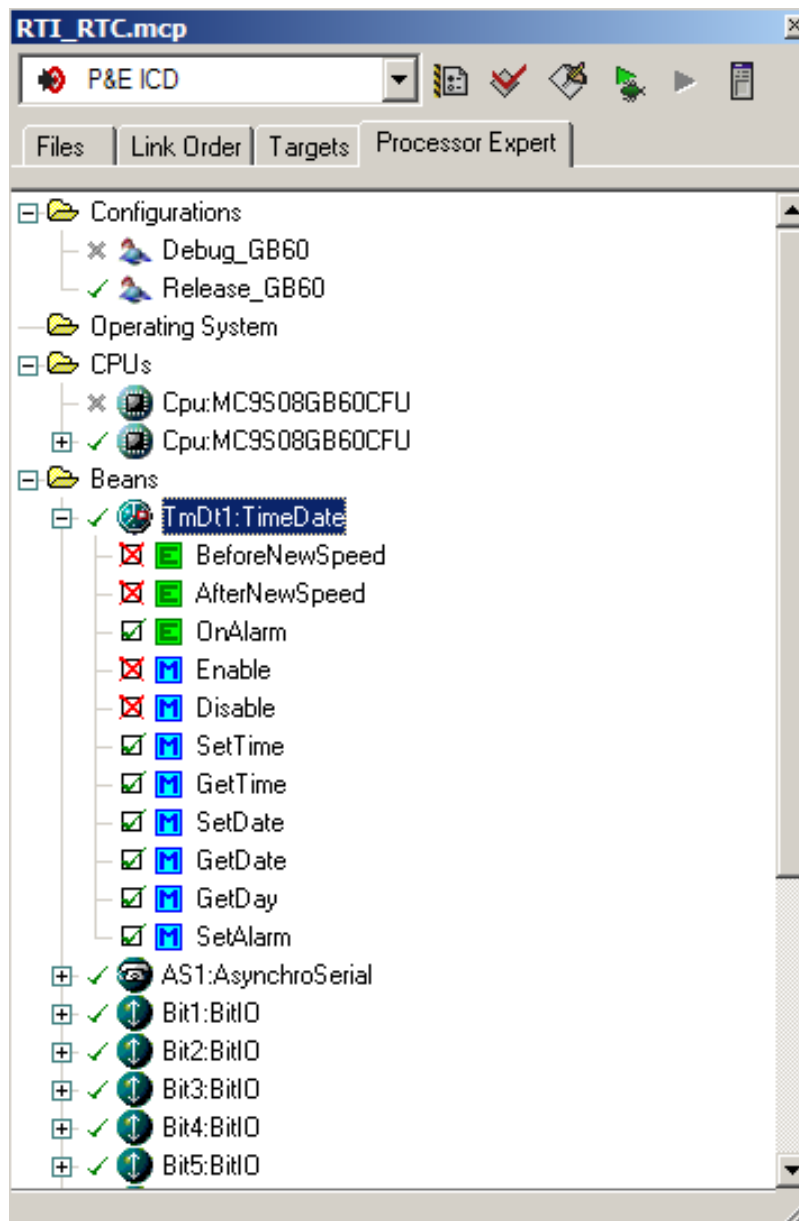 RTI_RTC.mcp
P&E ICD
Files Link Order Targets Processor Expert
Configurations
Debug_GB60
Release_GB60
Operating System
CPUs
Cpu:MC9S08GB60CFU
Cpu:MC9S08GB60CFU
Beans
TmDt1:TimeDate
E BeforeNewSpeed
E AfterNewSpeed
E OnAlarm
M Enable
M Disable
M SetTime
M GetTime
M SetDate
M GetDate
M GetDay
M SetAlarm
AS1:AsynchroSerial
Bit1:BitIO
Bit2:BitIO
Bit3:BitIO
Bit4:BitIO
Bit5:BitIO